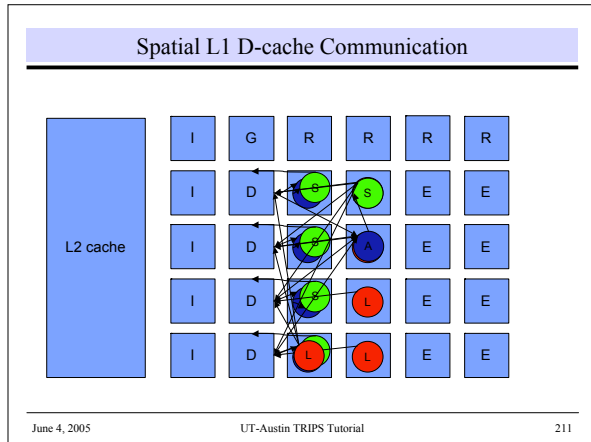 Spatial L1 D-cache Communication
I G R R R R
I D S S E E
L2 cache
I D S A E E
I D S L E E
I D L L E E
June 4, 2005 UT-Austin TRIPS Tutorial 211